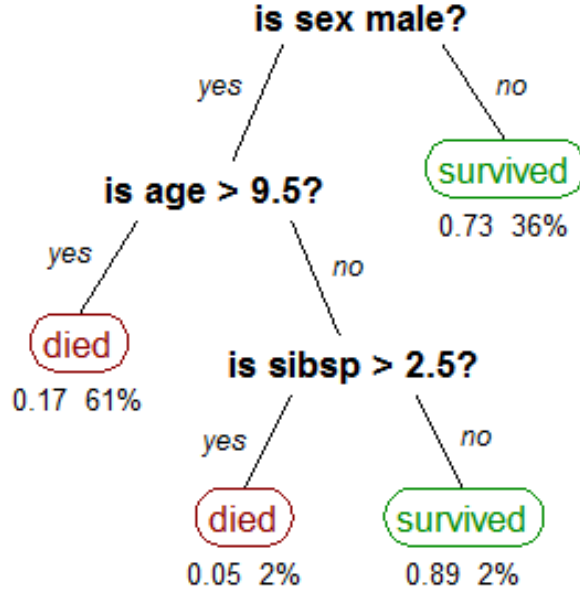 is sex male?
yes
no
survived
is age > 9.5?
0.73 36%
yes
no
died
is sibsp > 2.5?
0.17 61%
yes
no
died
survived
0.05 2%
0.89 2%